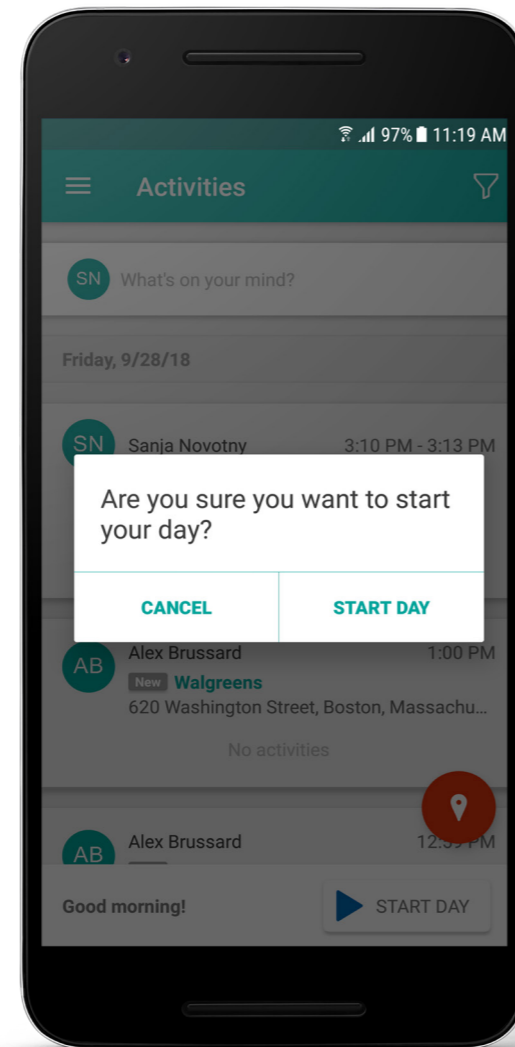 97% 11:19 AM
Activities
SN What's on your mind?
Friday, 9/28/18
SN Sanja Novotny 3:10 PM - 3:13 PM
Are you sure you want to start
your day?
CANCEL START DAY
AB Alex Brussard 1:00 PM
New Walgreens
620 Washington Street, Boston, Massachu...
No activities
AB Alex Brussard 12:59 PM
Good morning! START DAY